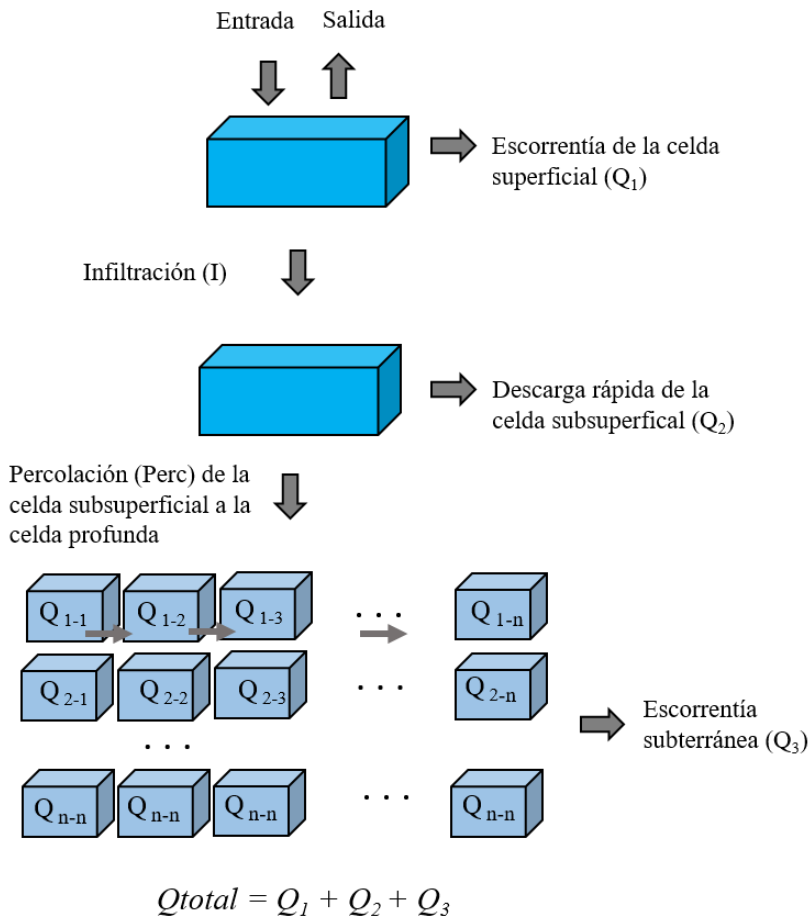 Entrada Salida
Escorrentía de la celda
superficial (Q₁)
Infiltración (I)
Descarga rápida de la
celda subsuperfical (Q₂)
Percolación (Perc) de la
celda subsuperficial a la
celda profunda
Q 1-1 Q 1-2 Q 1-3 . . . Q 1-n
Q 2-1 Q 2-2 Q 2-3 . . . Q 2-n
. . .
Escorrentía
subterránea (Q₃)
Q n-n Q n-n Q n-n . . . Q n-n
Qtotal = Q₁ + Q₂ + Q₃